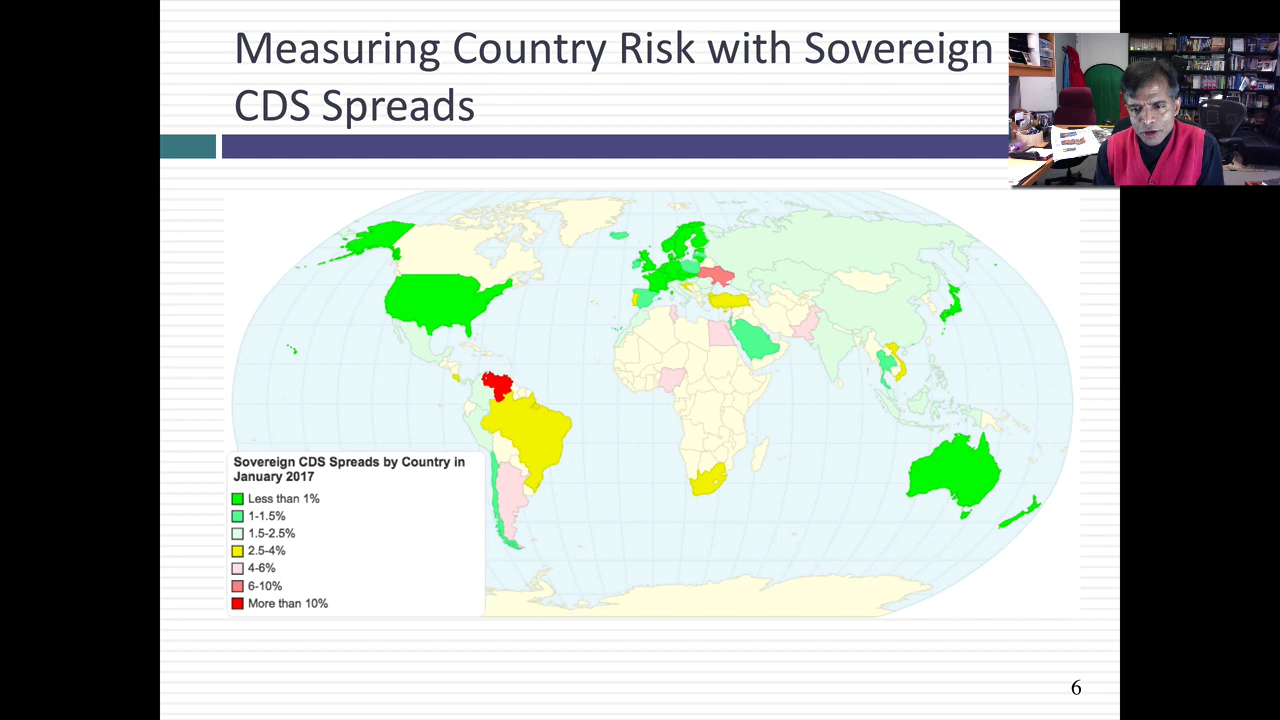 Measuring Country Risk with Sovereign
CDS Spreads
Sovereign CDS Spreads by Country in
January 2017
Less than 1%
1-1.5%
1.5-2.5%
2.5-4%
4-6%
6-10%
More than 10%
6